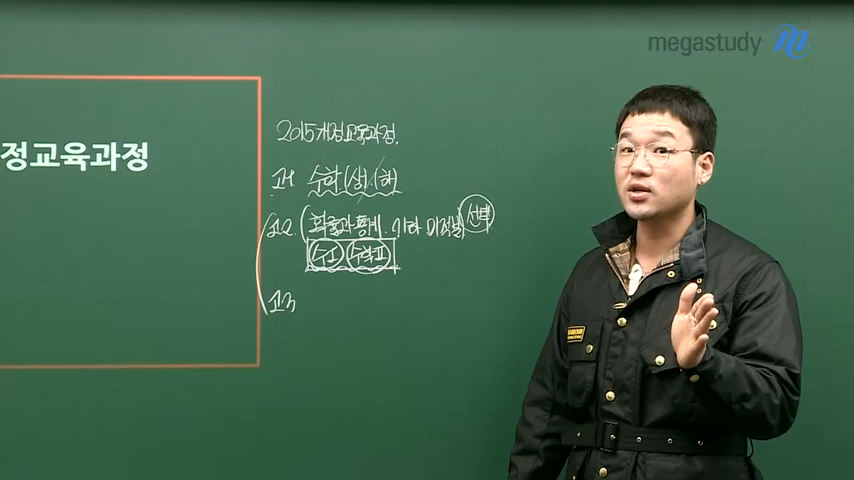 megastudy
정교육과정
2015개정교육과정.
고1 수학(상),(하)
고2. (확률과통계. 기하 미적분) 선택
수I 수학II
고3